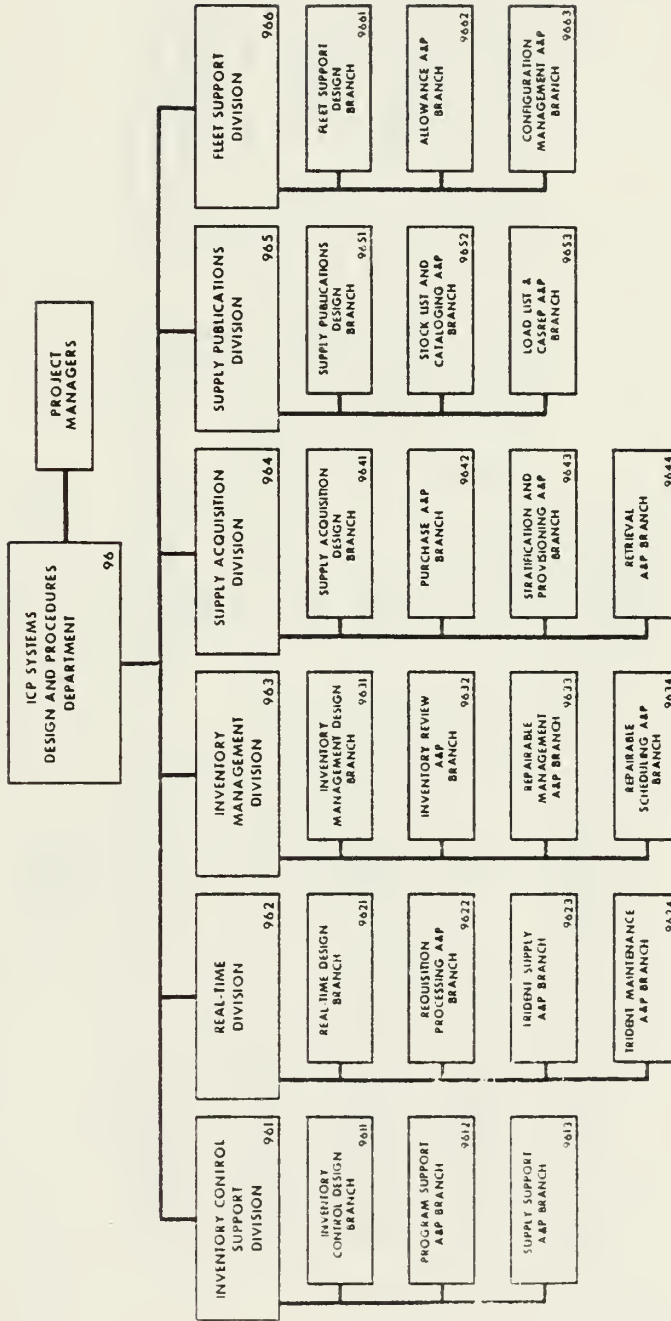 ICP SYSTEMS
DESIGN AND PROCEDURES
DEPARTMENT
96
PROJECT
MANAGERS
INVENTORY CONTROL
SUPPORT
DIVISION
961
INVENTORY
CONTROL DESIGN
BRANCH
9611
PROGRAM SUPPORT
A&P BRANCH
9612
SUPPLY SUPPORT
A&P BRANCH
9613
REAL-TIME
DIVISION
962
REAL-TIME DESIGN
BRANCH
9621
REQUISITION
PROCESSING A&P
BRANCH
9622
TRIDENT SUPPLY
A&P BRANCH
9623
TRIDENT MAINTENANCE
A&P BRANCH
9624
INVENTORY
MANAGEMENT
DIVISION
963
INVENTORY
MANAGEMENT DESIGN
BRANCH
9631
INVENTORY REVIEW
A&P
BRANCH
9632
REPAIRABLE
MANAGEMENT
A&P BRANCH
9633
REPAIRABLE
SCHEDULING A&P
BRANCH
9634
SUPPLY ACQUISITION
DIVISION
964
SUPPLY ACQUISITION
DESIGN
BRANCH
9641
PURCHASE A&P
BRANCH
9642
STRATIFICATION AND
PROVISIONING A&P
BRANCH
9643
RETRIEVAL
A&P BRANCH
9644
SUPPLY PUBLICATIONS
DIVISION
965
SUPPLY PUBLICATIONS
DESIGN
BRANCH
9651
STOCK LIST AND
CATALOGING A&P
BRANCH
9652
LOAD LIST &
CASREP A&P
BRANCH
9653
FLEET SUPPORT
DIVISION
966
FLEET SUPPORT
DESIGN
BRANCH
9661
ALLOWANCE A&P
BRANCH
9662
CONFIGURATION
MANAGEMENT A&P
BRANCH
9663